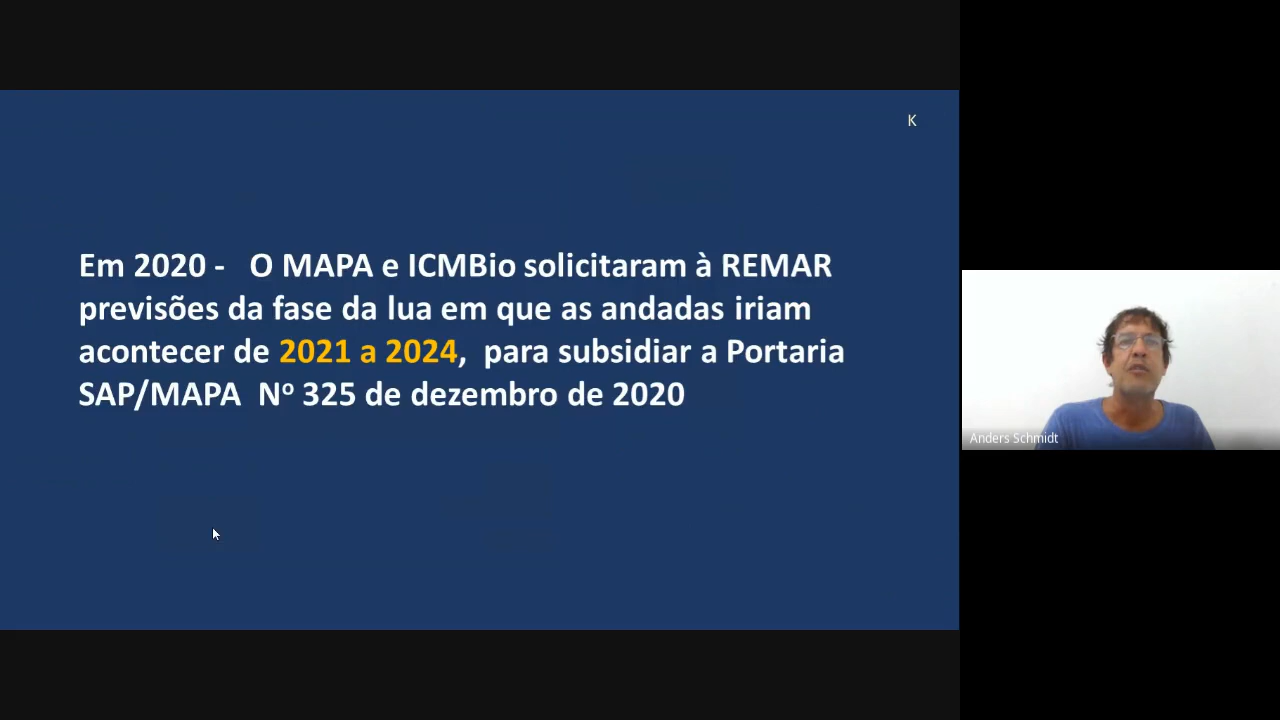 K
Em 2020 -   O MAPA e ICMBio solicitaram à REMAR
previsões da fase da lua em que as andadas iriam
acontecer de 2021 a 2024,  para subsidiar a Portaria
SAP/MAPA  Nº 325 de dezembro de 2020
Anders Schmidt